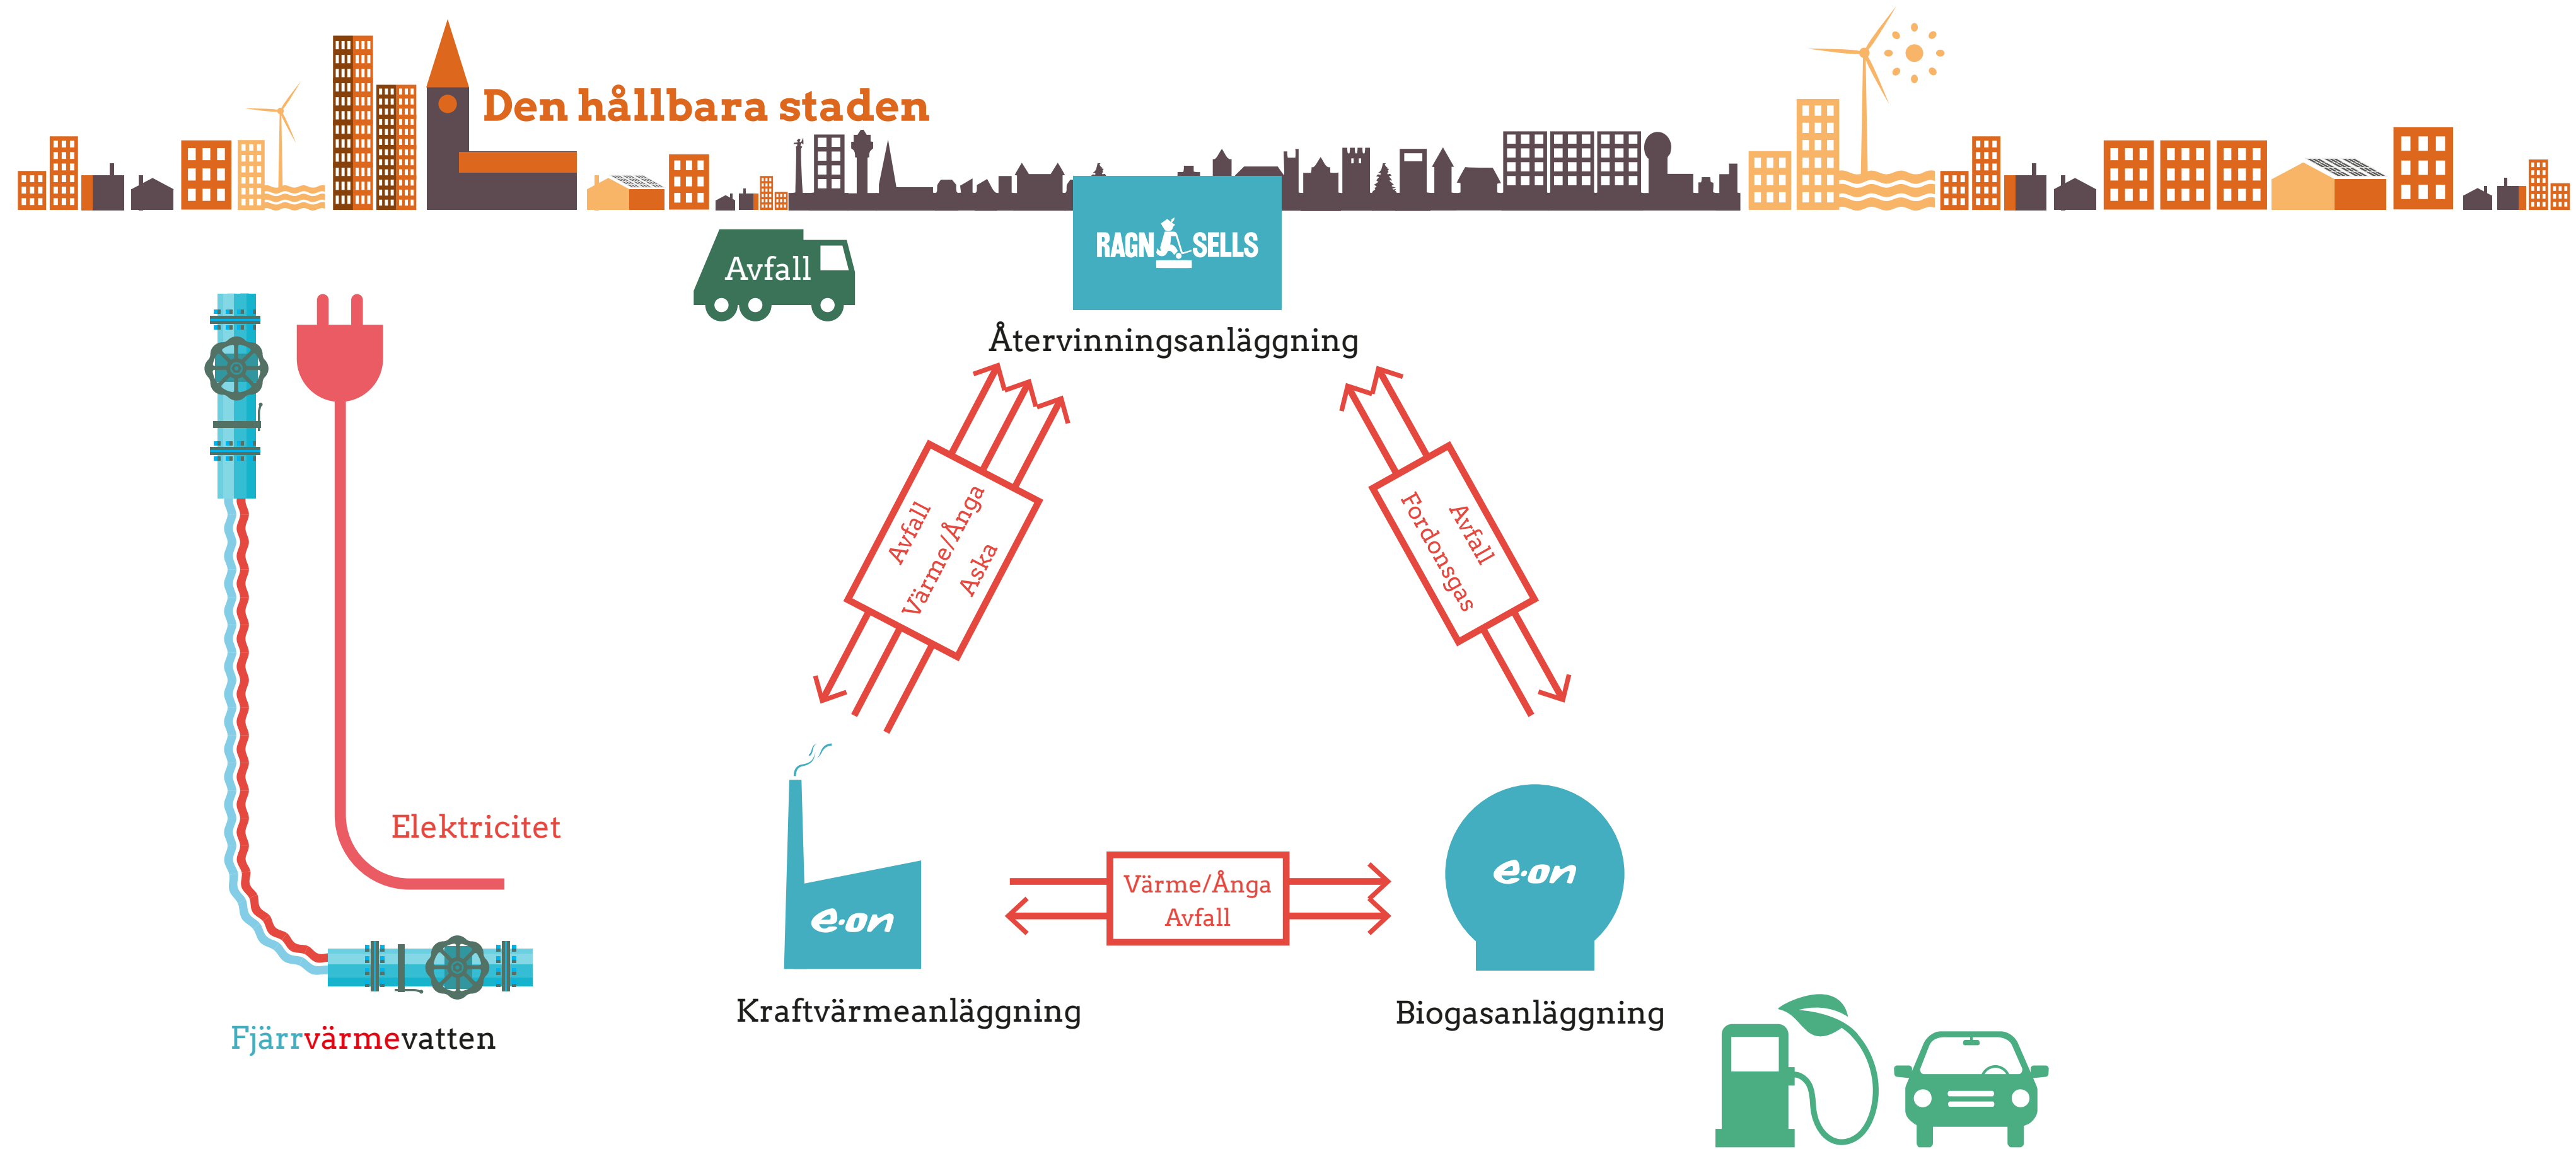 Den hållbara staden
Avfall
RAGN SELLS
Återvinningsanläggning
Avfall
Värme/Ånga
Aska
Avfall
Fordonsgas
Elektricitet
Värme/Ånga
Avfall
e·on
e·on
Kraftvärmeanläggning
Biogasanläggning
Fjärrvärmevatten